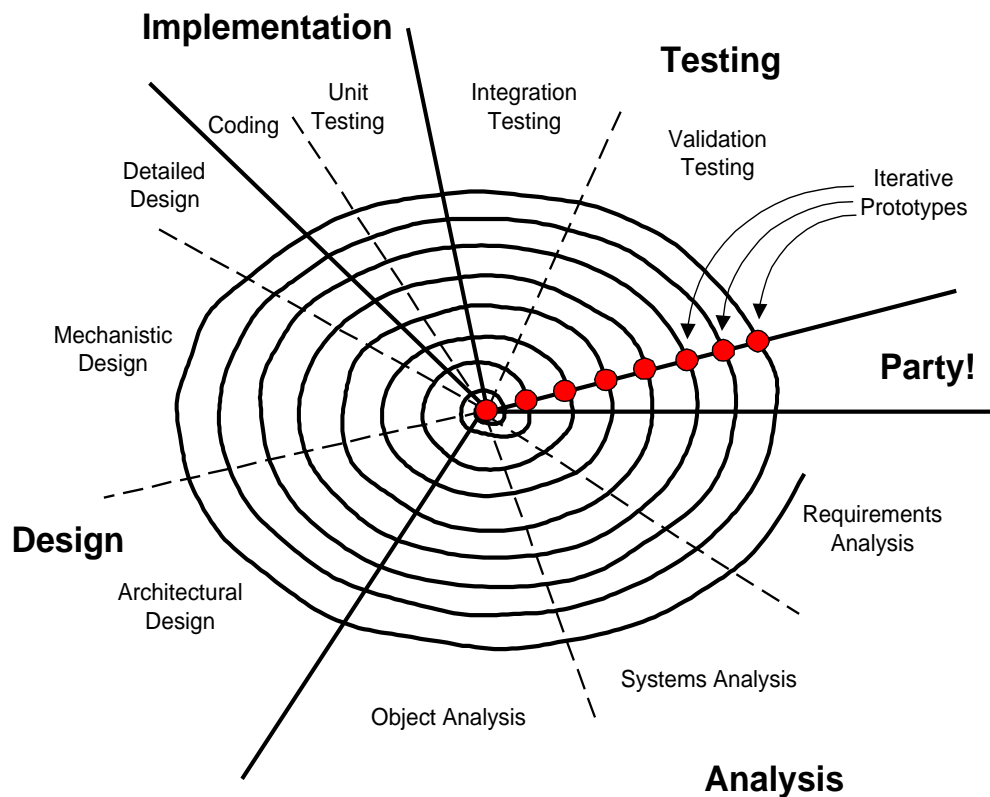 Implementation
Testing
Unit
Testing
Integration
Testing
Coding
Validation
Testing
Detailed
Design
Iterative
Prototypes
Mechanistic
Design
Party!
Requirements
Analysis
Design
Architectural
Design
Systems Analysis
Object Analysis
Analysis